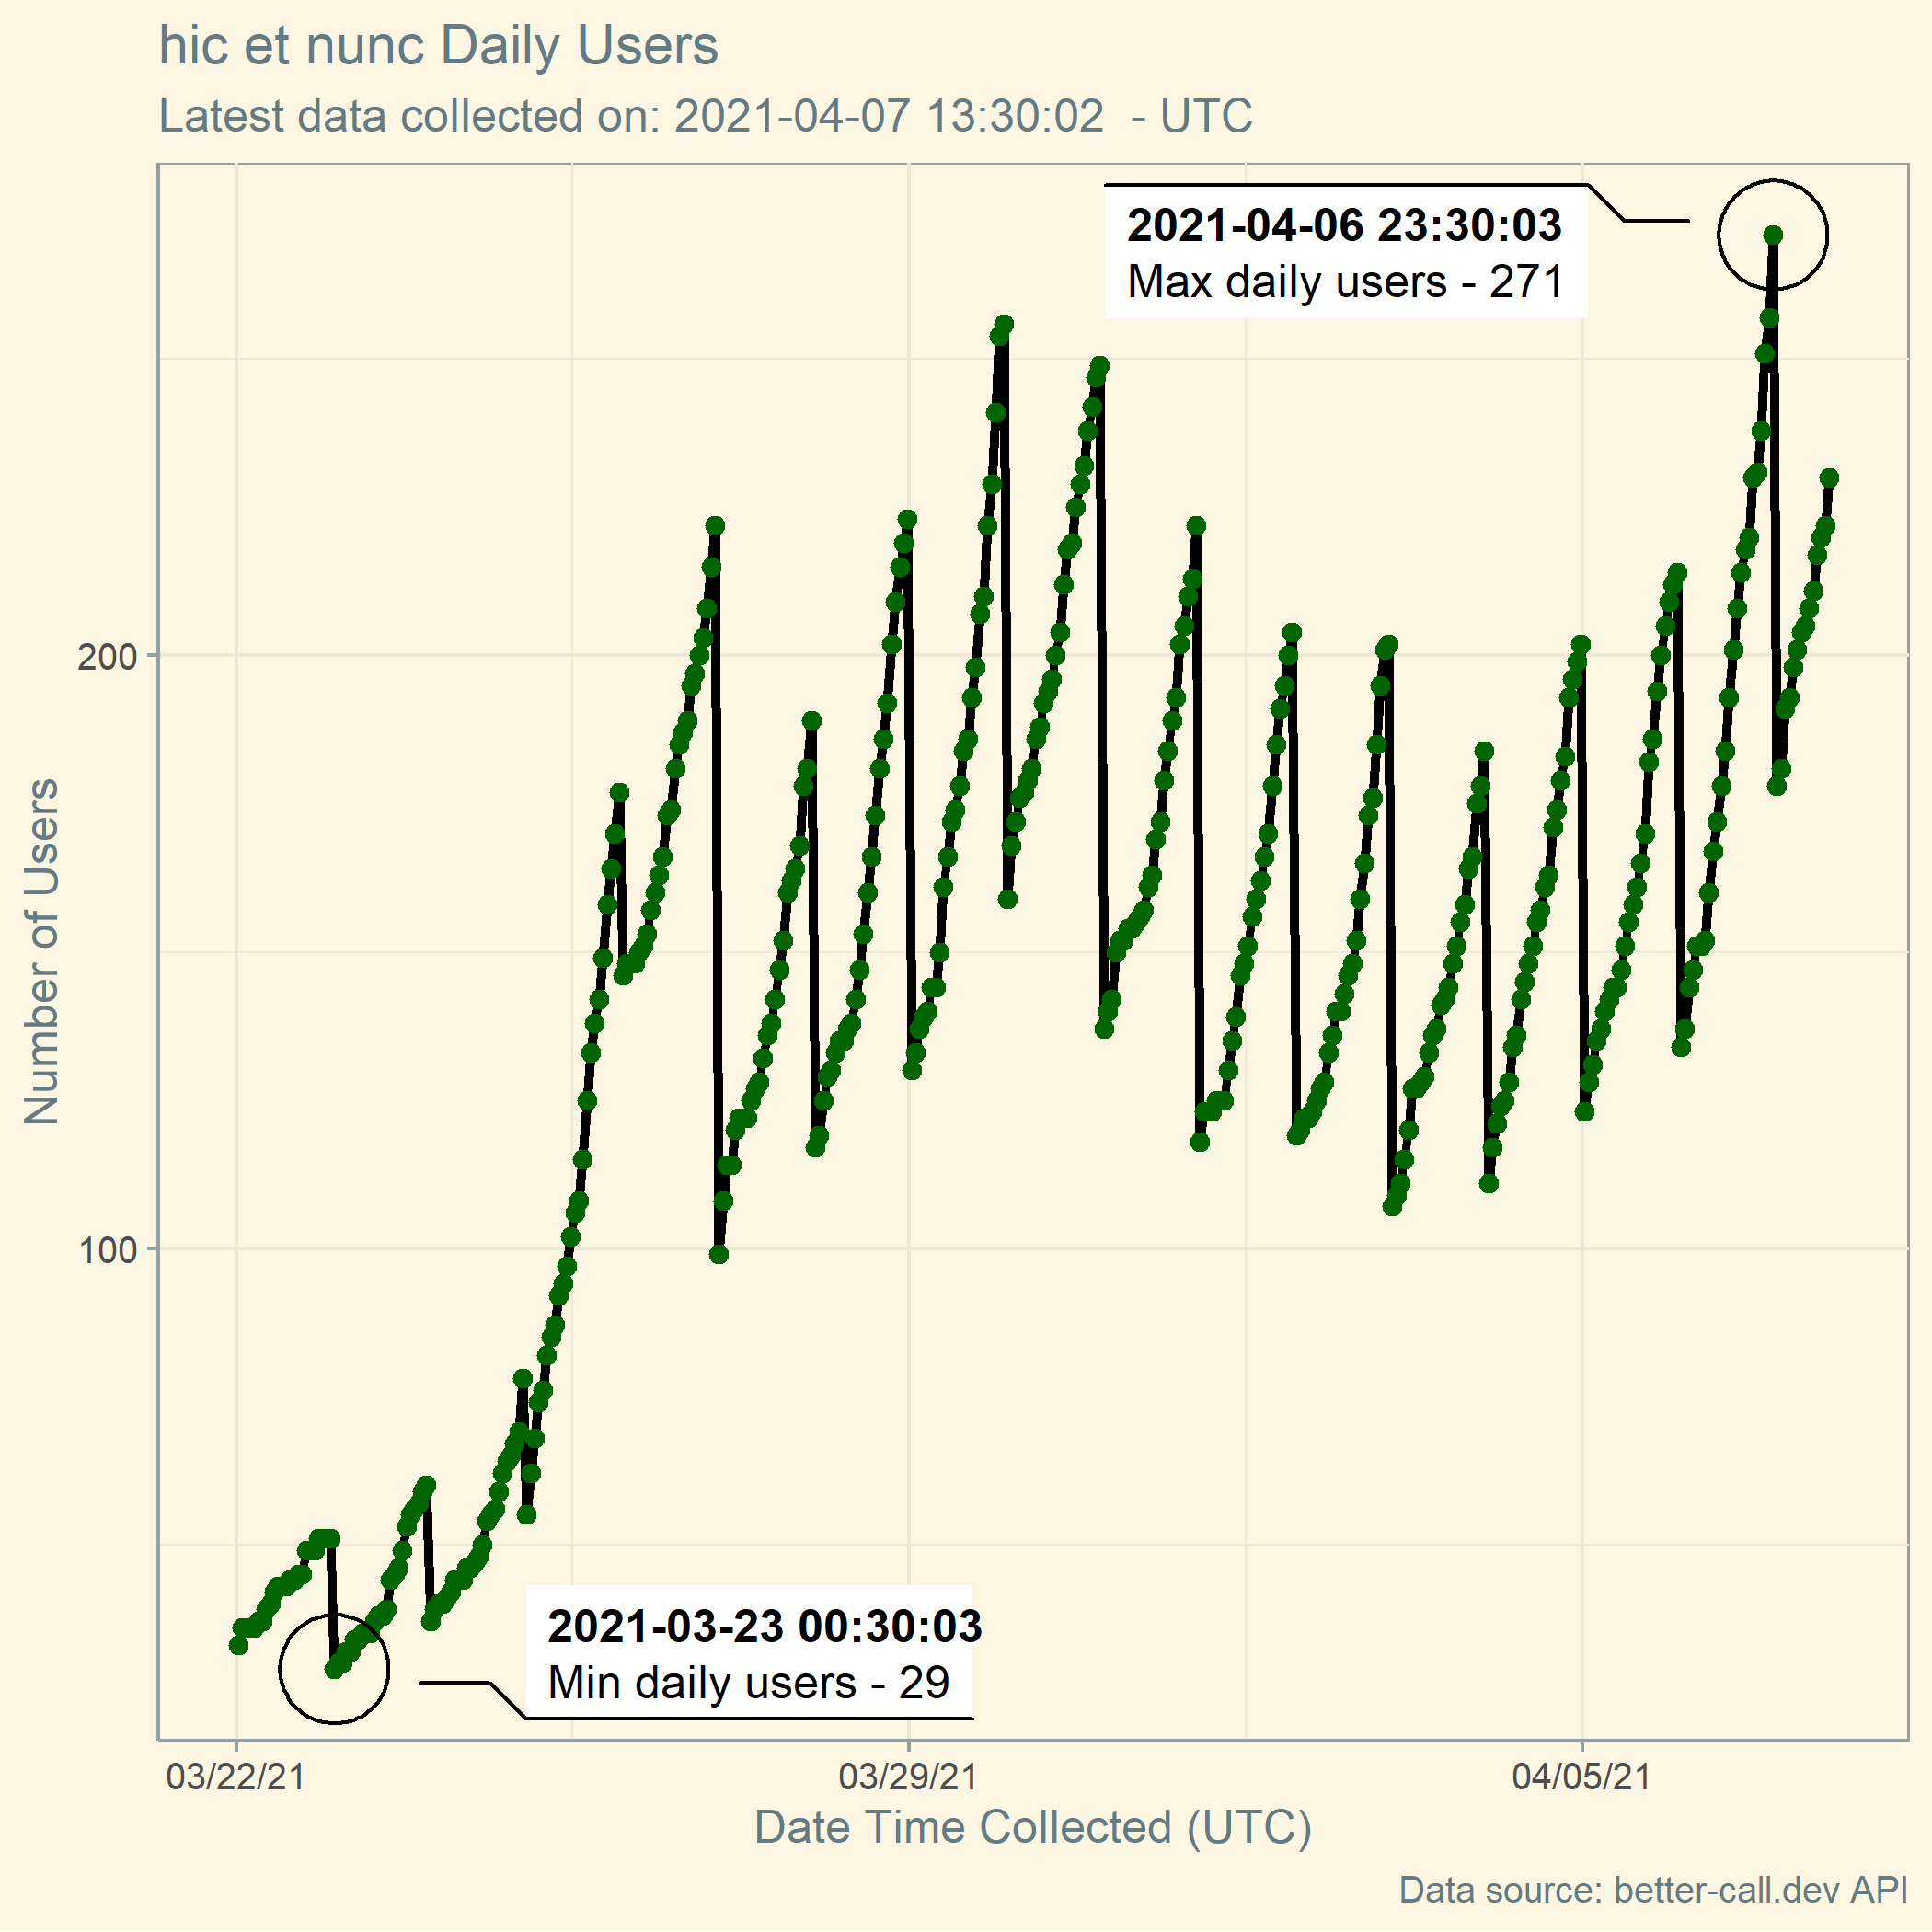 hic et nunc Daily Users
Latest data collected on: 2021-04-07 13:30:02  - UTC
2021-04-06 23:30:03
Max daily users - 271
200
Number of Users
100
2021-03-23 00:30:03
Min daily users - 29
03/22/21
03/29/21
04/05/21
Date Time Collected (UTC)
Data source: better-call.dev API